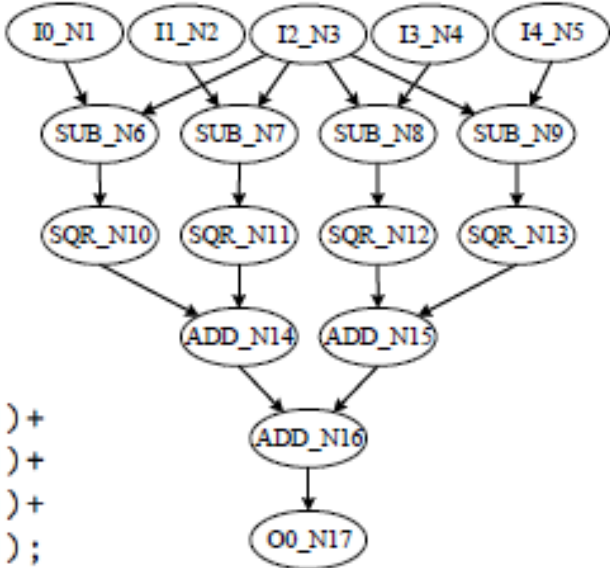 I0_N1 I1_N2 I2_N3 I3_N4 I4_N5
SUB_N6 SUB_N7 SUB_N8 SUB_N9
SQR_N10 SQR_N11 SQR_N12 SQR_N13
ADD_N14 ADD_N15
)+
ADD_N16
)+
)+
); O0_N17